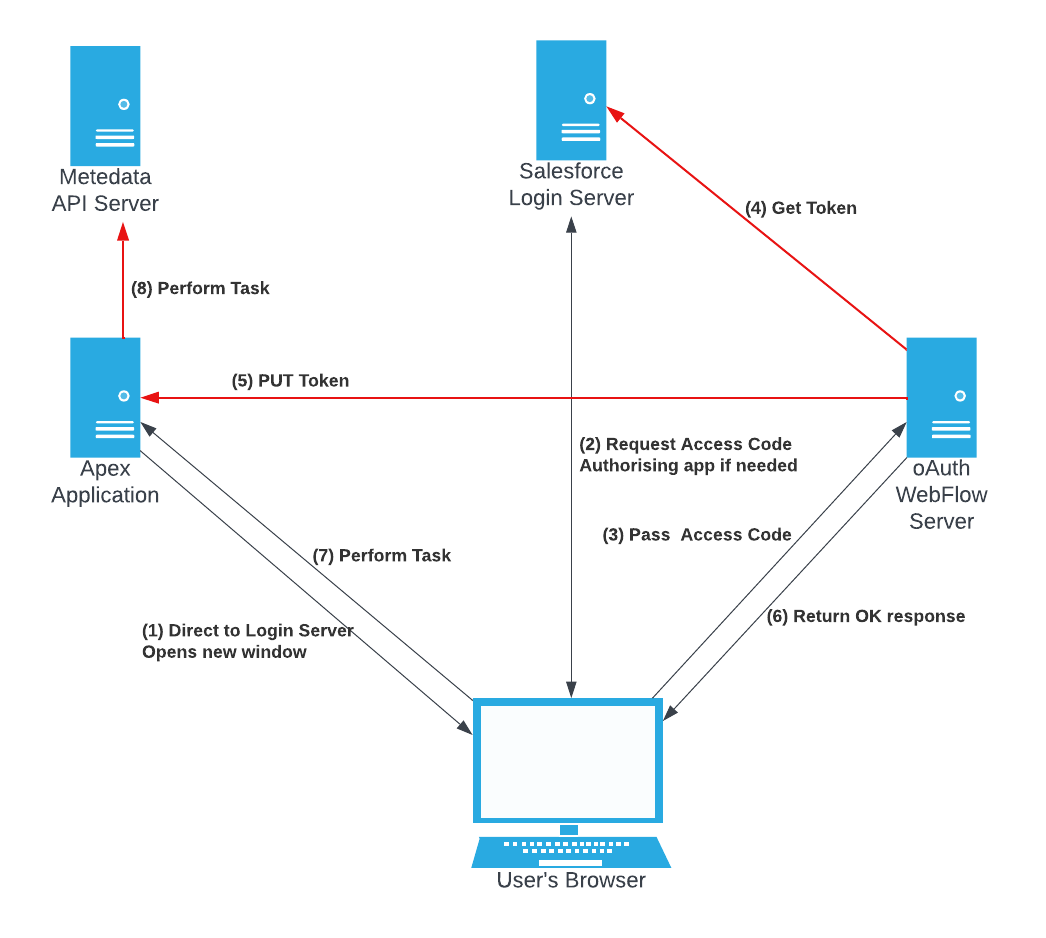 Metedata
API Server
Salesforce
Login Server
(4) Get Token
(8) Perform Task
(5) PUT Token
(2) Request Access Code
Authorising app if needed
Apex
Application
oAuth
WebFlow
Server
(3) Pass  Access Code
(7) Perform Task
(6) Return OK response
(1) Direct to Login Server
Opens new window
User's Browser